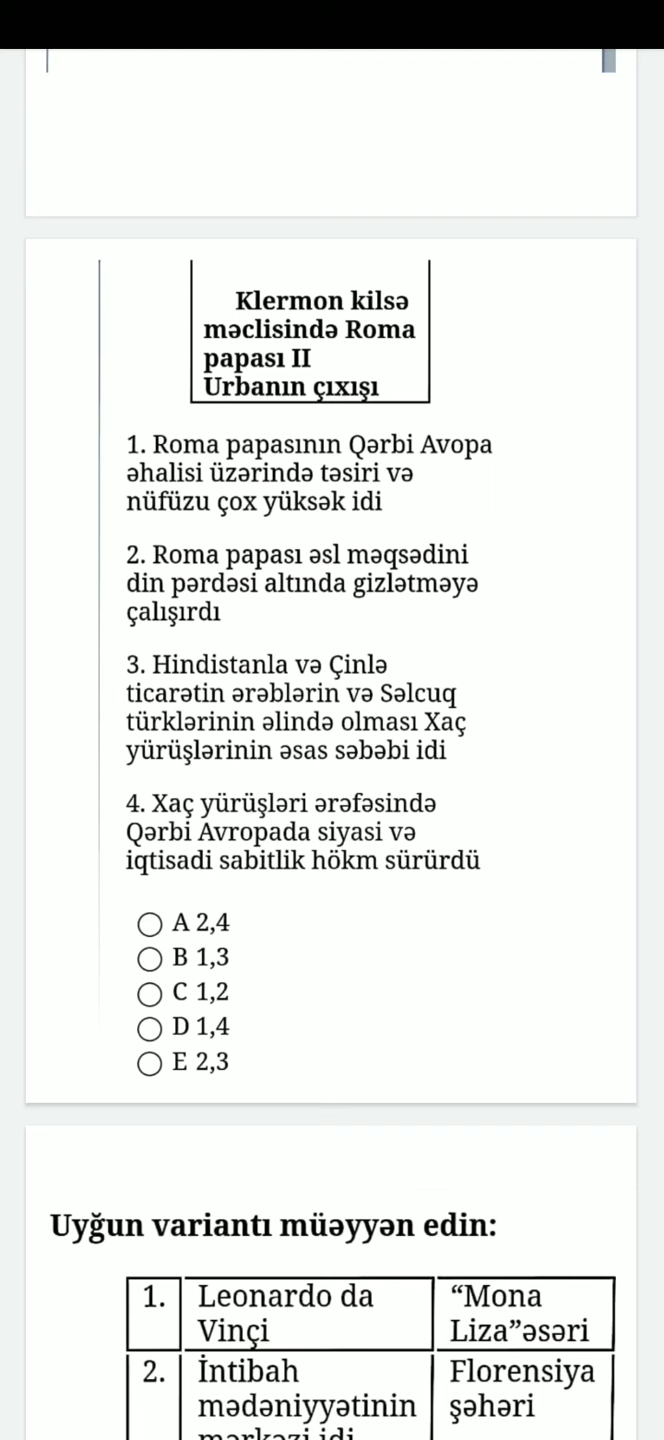 Klermon kilsə
məclisində Roma
papası II
Urbanın çıxışı
1. Roma papasının Qərbi Avopa
əhalisi üzərində təsiri və
nüfüzu çox yüksək idi
2. Roma papası əsl məqsədini
din pərdəsi altında gizlətməyə
çalışırdı
3. Hindistanla və Çinlə
ticarətin ərəblərin və Səlcuq
türklərinin əlində olması Xaç
yürüşlərinin əsas səbəbi idi
4. Xaç yürüşləri ərəfəsində
Qərbi Avropada siyasi və
iqtisadi sabitlik hökm sürürdü
A 2,4
B 1,3
C 1,2
D 1,4
E 2,3
Uyğun variantı müəyyən edin:
1. Leonardo da "Mona
Vinçi Liza"əsəri
2. İntibah Florensiya
mədəniyyətinin şəhəri
mərkəzi idi